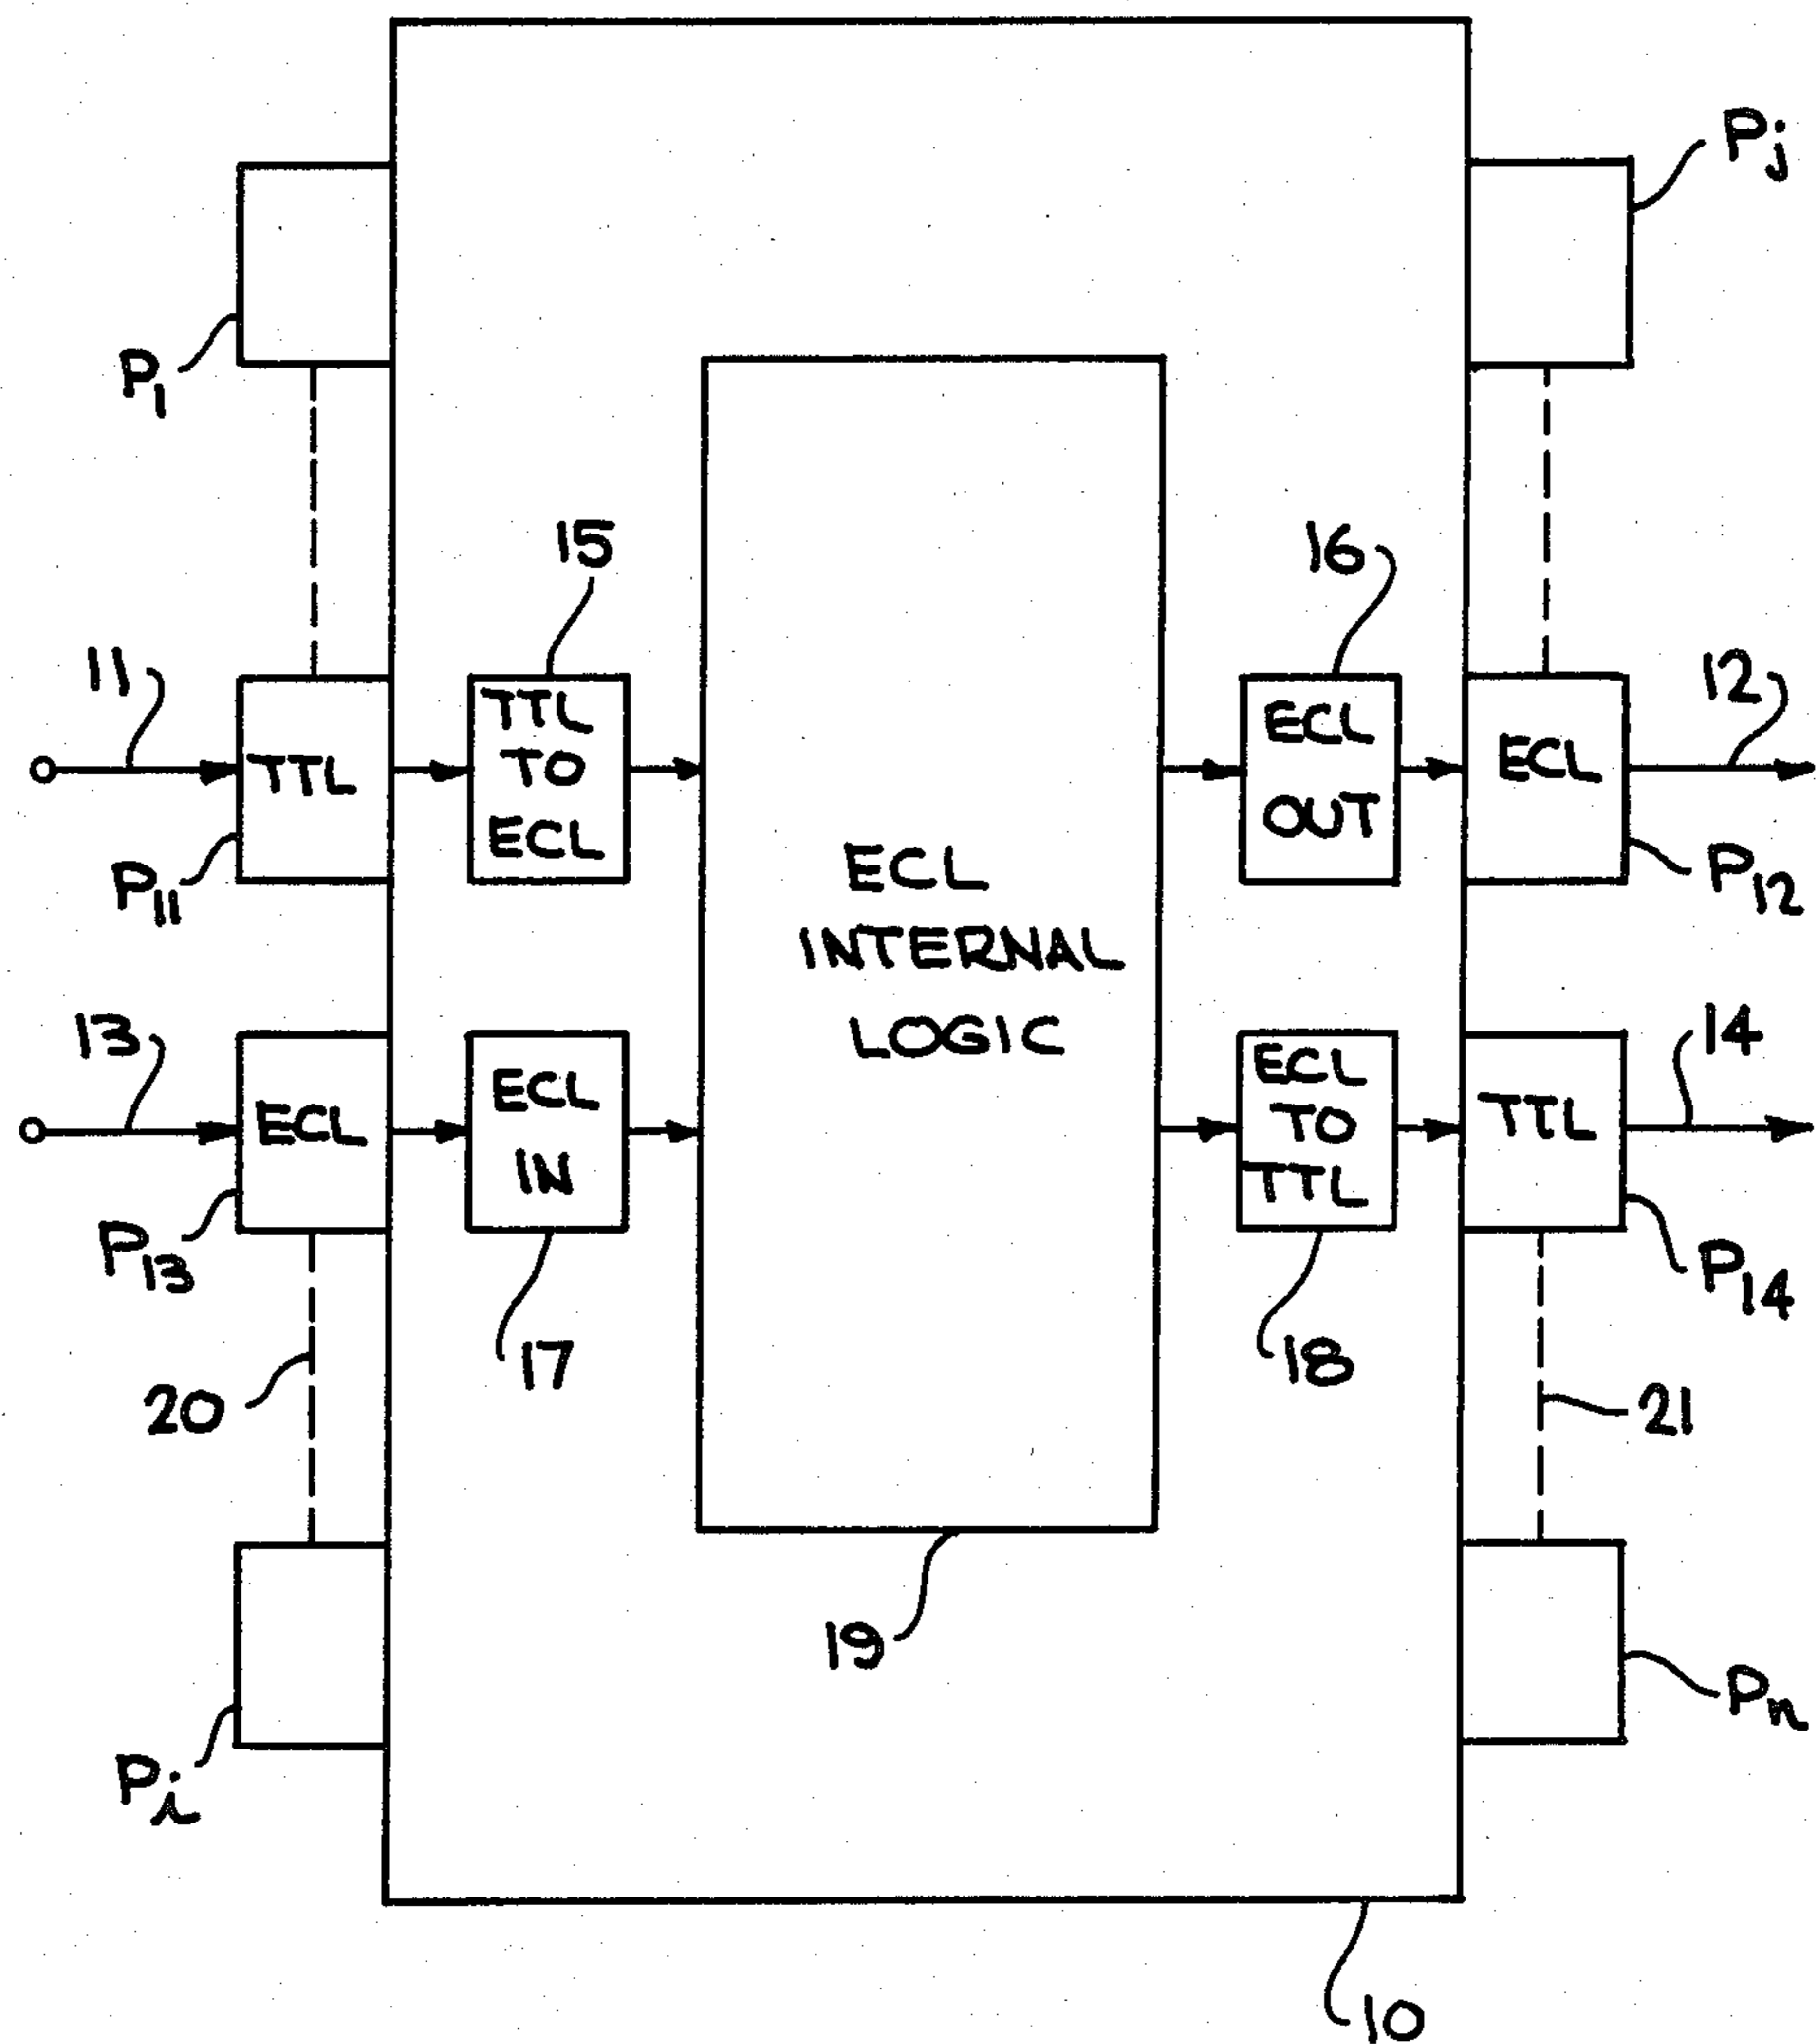 Pj
P1
15
16
11
12
TTL
TTL
TO
ECL
ECL
OUT
ECL
P11
P12
ECL
INTERNAL
LOGIC
13
14
ECL
ECL
IN
ECL
TO
TTL
TTL
P13
P14
17
18
20
21
19
Pi
Pn
10